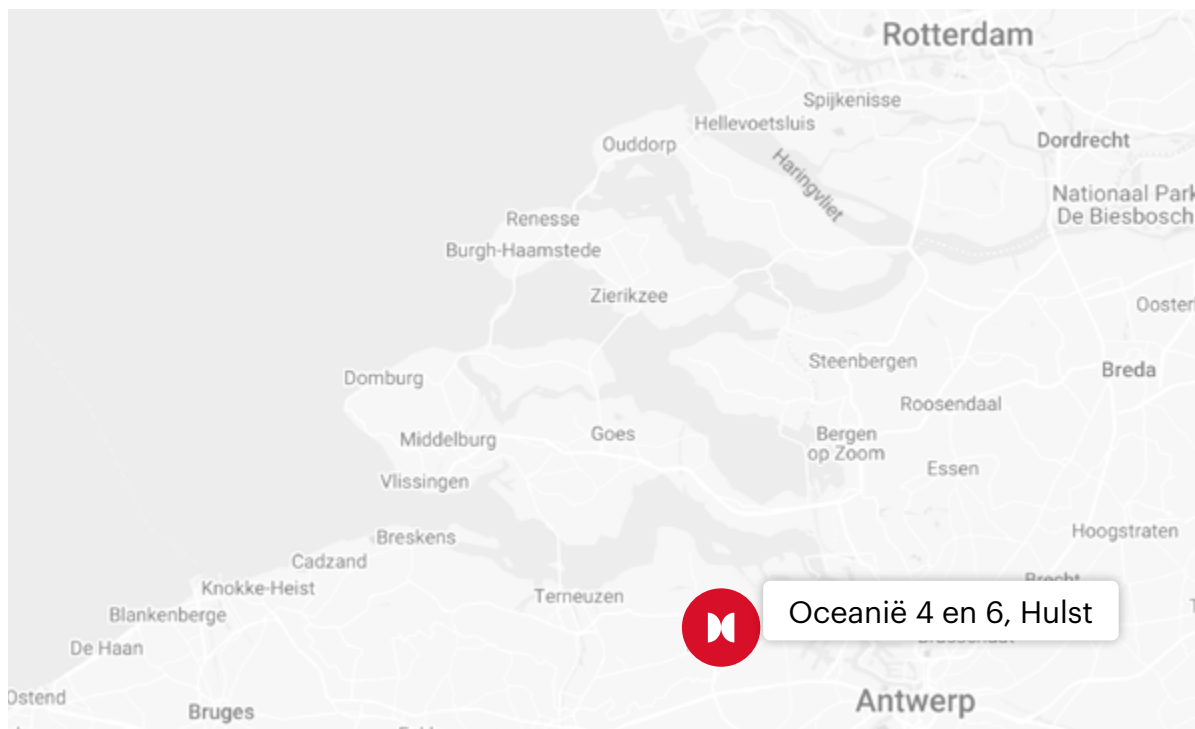 Rotterdam
Spijkenisse
Hellevoetsluis
Dordrecht
Ouddorp
Haringvliet
Nationaal Park
De Biesbosch
Renesse
Burgh-Haamstede
Zierikzee
Ooster
Steenbergen
Breda
Domburg
Roosendaal
Middelburg
Goes
Bergen
op Zoom
Essen
Vlissingen
Hoogstraten
Breskens
Cadzand
Brecht
Knokke-Heist
Terneuzen
Blankenberge
Oceanië 4 en 6, Hulst
Brasschaat
De Haan
Ostend
Antwerp
Bruges